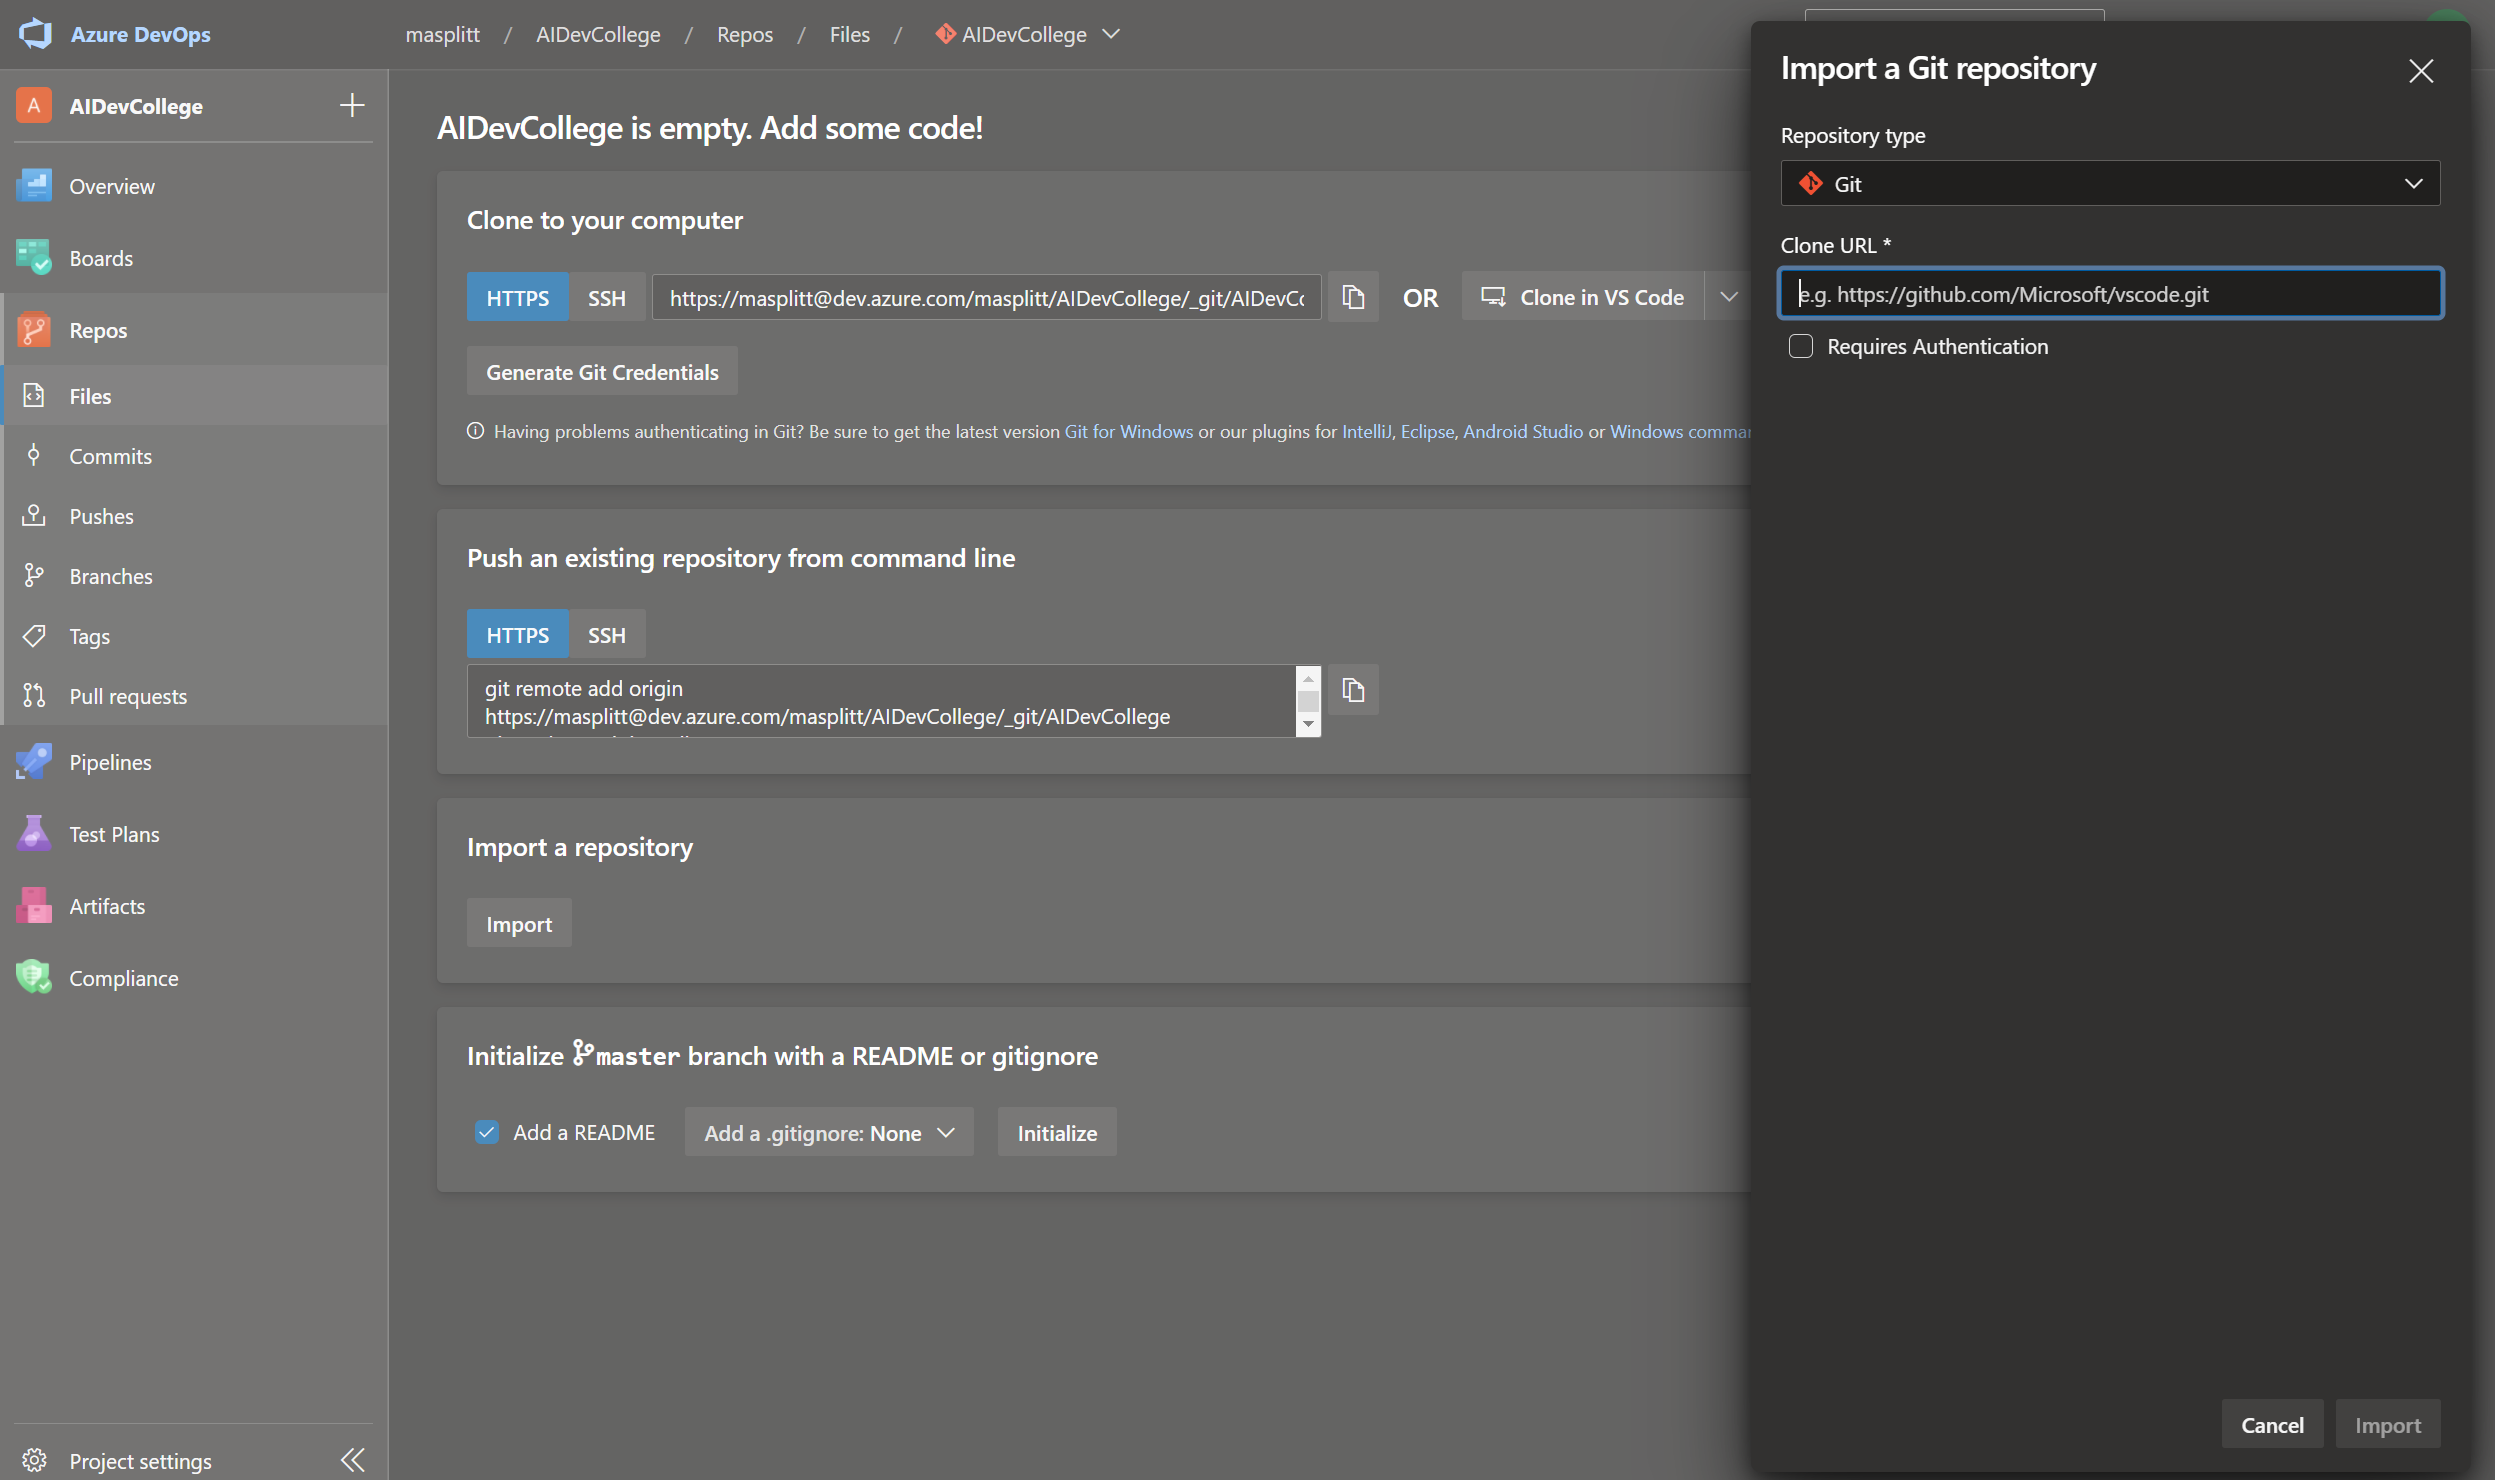 Azure DevOps
masplitt / AIDevCollege / Repos / Files / AIDevCollege
A AIDevCollege
Overview
Boards
Repos
Files
Commits
Pushes
Branches
Tags
Pull requests
Pipelines
Test Plans
Artifacts
Compliance
Project settings
AIDevCollege is empty. Add some code!
Clone to your computer
HTTPS SSH https://masplitt@dev.azure.com/masplitt/AIDevCollege/_git/AIDevCo OR Clone in VS Code
Generate Git Credentials
Having problems authenticating in Git? Be sure to get the latest version Git for Windows or our plugins for IntelliJ, Eclipse, Android Studio or Windows comma
Push an existing repository from command line
HTTPS SSH
git remote add origin
https://masplitt@dev.azure.com/masplitt/AIDevCollege/_git/AIDevCollege
Import a repository
Import
Initialize master branch with a README or gitignore
Add a README Add a .gitignore: None Initialize
Import a Git repository
Repository type
Git
Clone URL *
e.g. https://github.com/Microsoft/vscode.git
Requires Authentication
Cancel Import